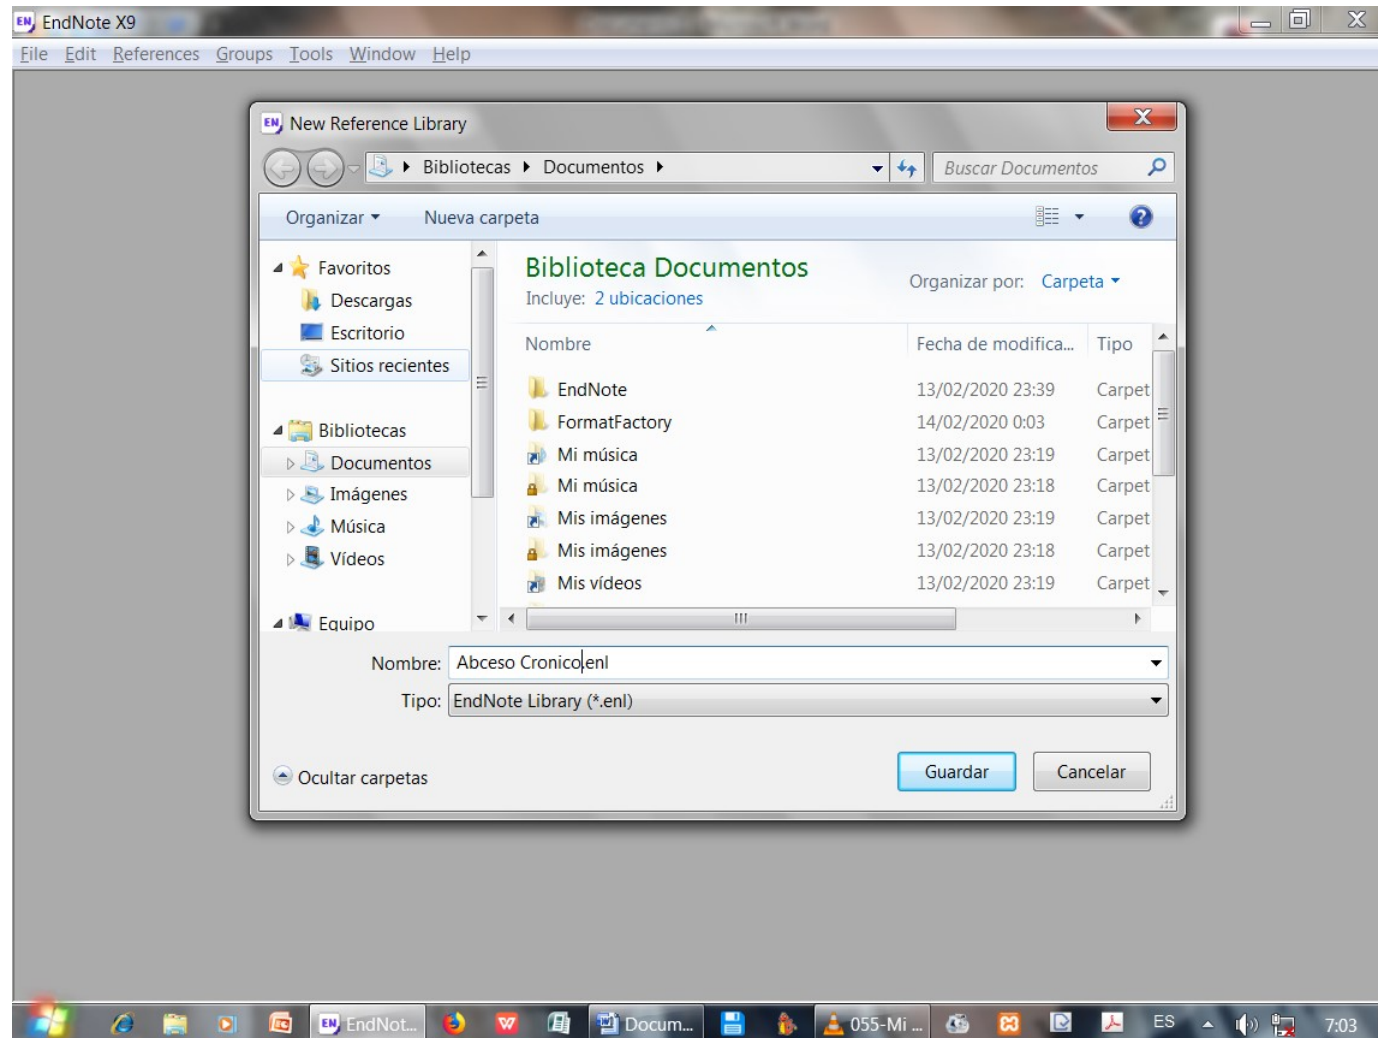 EndNote X9
File Edit References Groups Tools Window Help
New Reference Library
Bibliotecas Documentos
Buscar Documentos
Organizar Nueva carpeta
Favoritos
Descargas
Escritorio
Sitios recientes
Bibliotecas
Documentos
Imágenes
Música
Vídeos
Equipo
Biblioteca Documentos
Incluye: 2 ubicaciones
Organizar por: Carpeta
Nombre Fecha de modifica... Tipo
EndNote 13/02/2020 23:39 Carpet
FormatFactory 14/02/2020 0:03 Carpet
Mi música 13/02/2020 23:19 Carpet
Mi música 13/02/2020 23:18 Carpet
Mis imágenes 13/02/2020 23:19 Carpet
Mis imágenes 13/02/2020 23:18 Carpet
Mis vídeos 13/02/2020 23:19 Carpet
Nombre: Abceso Cronico.enl
Tipo: EndNote Library (*.enl)
Ocultar carpetas
Guardar Cancelar
EndNot... Docum... 055-Mi ... ES 7:03